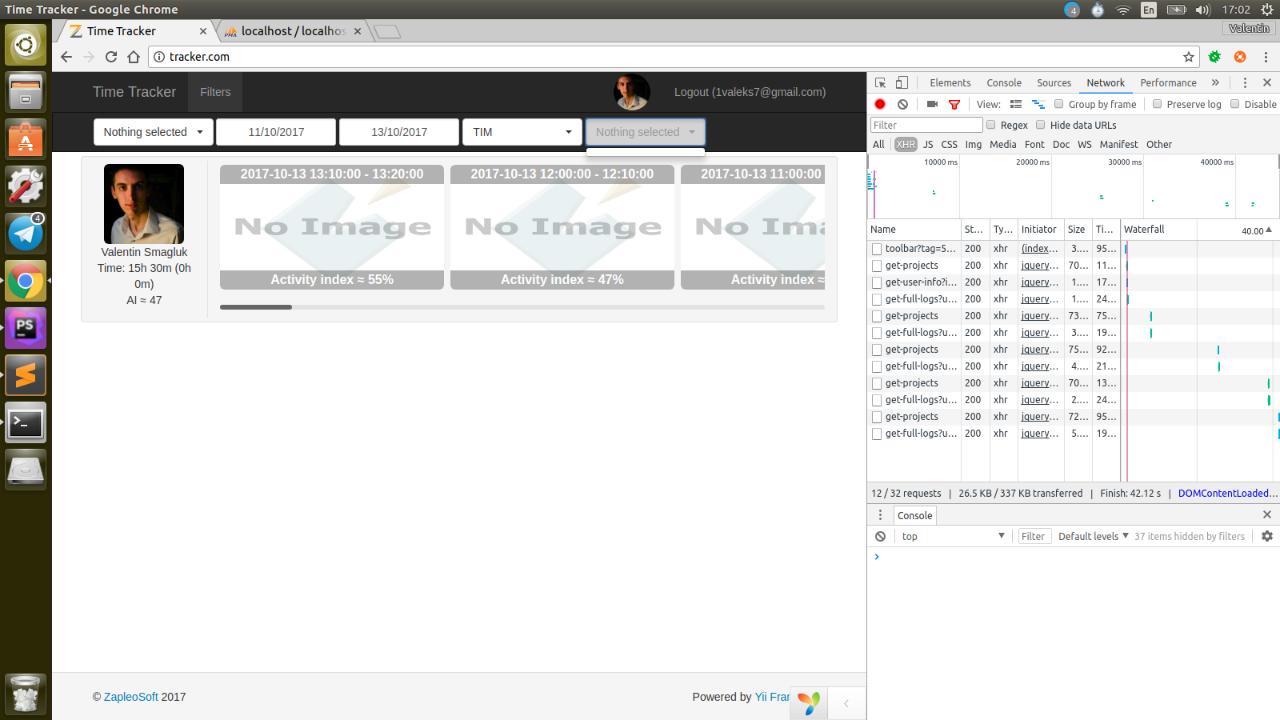 Time Tracker - Google Chrome
4
En
17:02
Time Tracker
localhost / localhos
Valentin
tracker.com
Time Tracker
Filters
Logout (1valeks7@gmail.com)
Nothing selected
11/10/2017
13/10/2017
TIM
Nothing selected
Valentin Smagluk
Time: 15h 30m (0h
0m)
AI ≈ 47
2017-10-13 13:10:00 - 13:20:00
No Image
Activity index ≈ 55%
2017-10-13 12:00:00 - 12:10:00
No Image
Activity index ≈ 47%
2017-10-13 11:00:00
No Ima
Activity index ≈
4
PS
© ZapleoSoft 2017
Powered by Yii Fra
Elements Console Sources Network Performance »
View: Group by frame Preserve log Disable
Filter Regex Hide data URLs
All XHR JS CSS Img Media Font Doc WS Manifest Other
10000 ms 20000 ms 30000 ms 40000 ms
Name St... Ty... Initiator Size Ti... Waterfall 40.00
toolbar?tag=5... 200 xhr (index... 3.... 95...
get-projects 200 xhr jquery... 70... 11...
get-user-info?i... 200 xhr jquery... 1.... 17...
get-full-logs?u... 200 xhr jquery... 1.... 24...
get-projects 200 xhr jquery... 73... 75...
get-full-logs?u... 200 xhr jquery... 3.... 19...
get-projects 200 xhr jquery... 75... 92...
get-full-logs?u... 200 xhr jquery... 4.... 21...
get-projects 200 xhr jquery... 70... 13...
get-full-logs?u... 200 xhr jquery... 2.... 24...
get-projects 200 xhr jquery... 72... 95...
get-full-logs?u... 200 xhr jquery... 5.... 19...
12 / 32 requests | 26.5 KB / 337 KB transferred | Finish: 42.12 s | DOMContentLoaded...
Console
top Filter Default levels 37 items hidden by filters